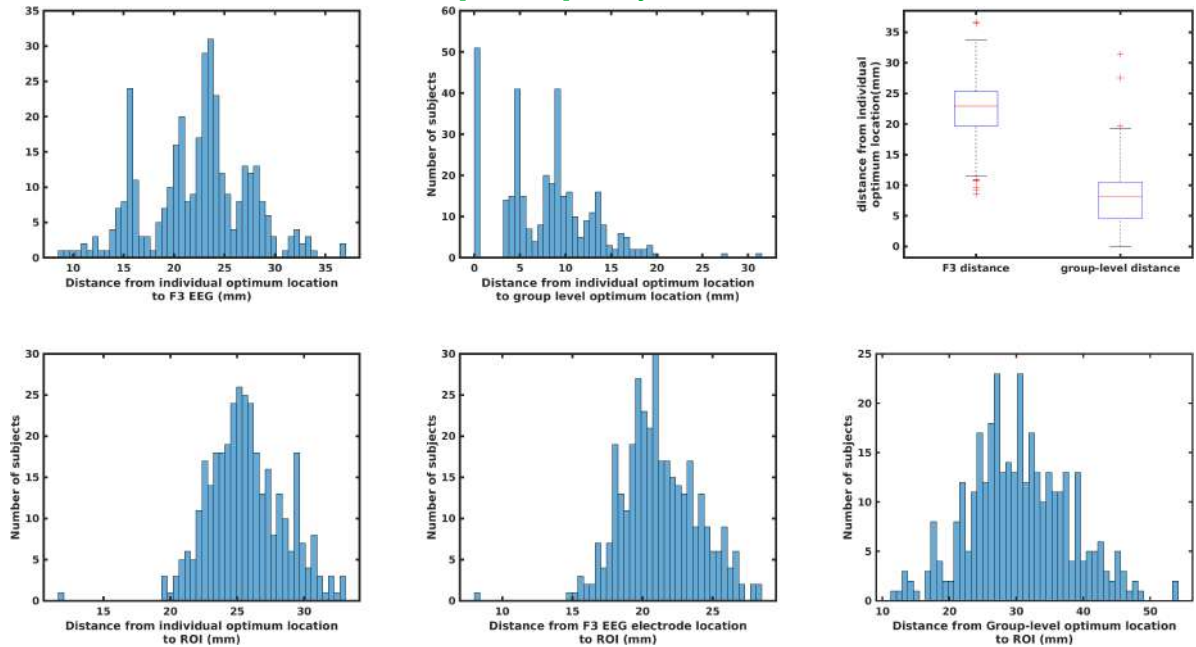 35
30
25
20
15
10
5
0
10 15 20 25 30 35
Distance from individual optimum location
to F3 EEG (mm)
Number of subjects
60
50
40
30
20
10
0
0 5 10 15 20 25 30
Distance from individual optimum location
to group level optimum location (mm)
distance from individual
optimum location(mm)
35
30
25
20
15
10
5
0
F3 distance group-level distance
Number of subjects
30
25
20
15
10
5
0
15 20 25 30
Distance from individual optimum location
to ROI (mm)
Number of subjects
30
25
20
15
10
5
0
10 15 20 25
Distance from F3 EEG electrode location
to ROI (mm)
Number of subjects
25
20
15
10
5
0
10 20 30 40 50
Distance from Group-level optimum location
to ROI (mm)